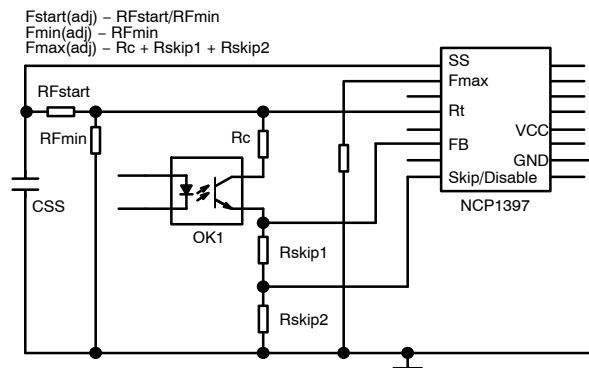 Fstart(adj) – RFstart/RFmin
Fmin(adj) – RFmin
Fmax(adj) – Rc + Rskip1 + Rskip2
SS
Fmax
RFstart
Rt
RFmin
Rc
VCC
FB
GND
Skip/Disable
CSS
NCP1397
OK1
Rskip1
Rskip2